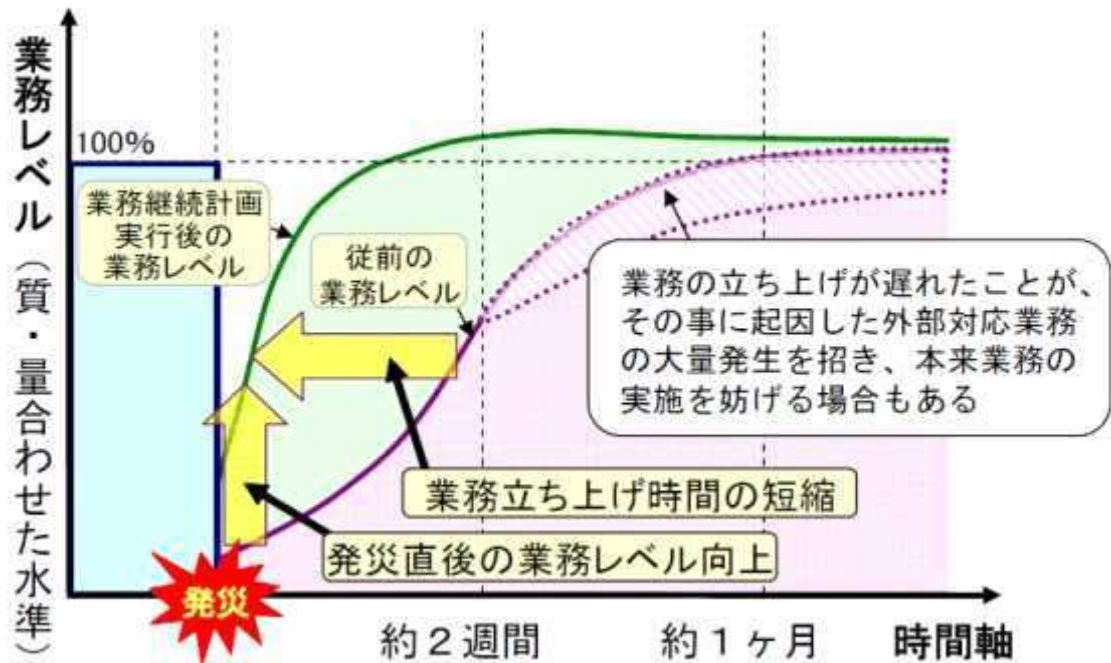 業務レベル（質・量合わせた水準）
100%
業務継続計画
実行後の
業務レベル
従前の
業務レベル
業務の立ち上げが遅れたことが、
その事に起因した外部対応業務
の大量発生を招き、本来業務の
実施を妨げる場合もある
業務立ち上げ時間の短縮
発災直後の業務レベル向上
発災
約２週間
約１ヶ月
時間軸